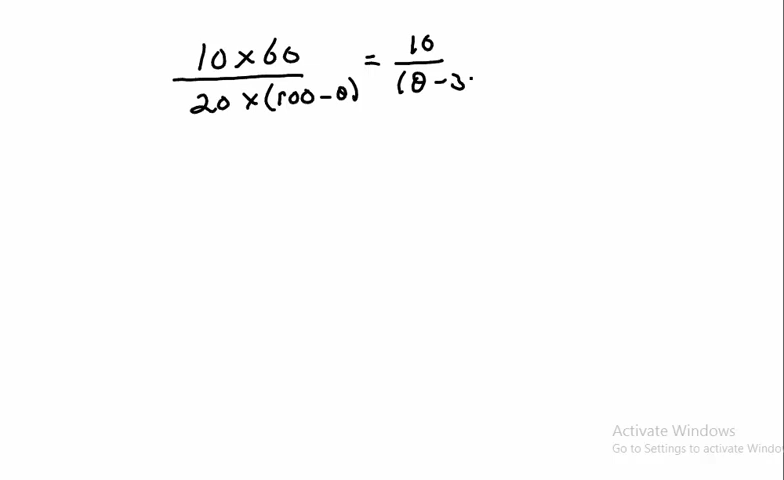 10 × 60 = 10
20 × (100 - θ) (θ - 3.
Activate Windows
Go to Settings to activate Windo